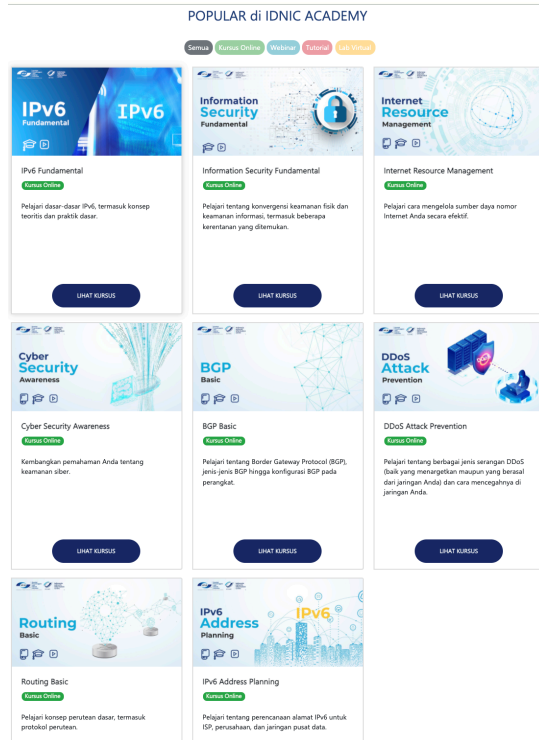 POPULAR di IDNIC ACADEMY
Semua
Kursus Online
Webinar
Tutorial
Lab Virtual
IPv6
Fundamental
IPv6
IPv6 Fundamental
Kursus Online
Pelajari dasar-dasar IPv6, termasuk konsep
teoritis dan praktik dasar.
LIHAT KURSUS
Information
Security
Fundamental
Information Security Fundamental
Kursus Online
Pelajari tentang konvergensi keamanan fisik dan
keamanan informasi, termasuk beberapa
kerentanan yang ditemukan.
LIHAT KURSUS
Internet
Resource
Management
Internet Resource Management
Kursus Online
Pelajari cara mengelola sumber daya nomor
Internet Anda secara efektif.
LIHAT KURSUS
Cyber
Security
Awareness
Cyber Security Awareness
Kursus Online
Kembangkan pemahaman Anda tentang
keamanan siber.
LIHAT KURSUS
BGP
Basic
BGP Basic
Kursus Online
Pelajari tentang Border Gateway Protocol (BGP),
jenis-jenis BGP hingga konfigurasi BGP pada
perangkat.
LIHAT KURSUS
DDoS
Attack
Prevention
DDoS Attack Prevention
Kursus Online
Pelajari tentang berbagai jenis serangan DDoS
(baik yang menargetkan maupun yang berasal
dari jaringan Anda) dan cara mencegahnya di
jaringan Anda.
LIHAT KURSUS
Routing
Basic
Routing Basic
Kursus Online
Pelajari konsep perutean dasar, termasuk
protokol perutean.
IPv6
Address
Planning
IPv6
IPv6 Address Planning
Kursus Online
Pelajari tentang perencanaan alamat IPv6 untuk
ISP, perusahaan, dan jaringan pusat data.